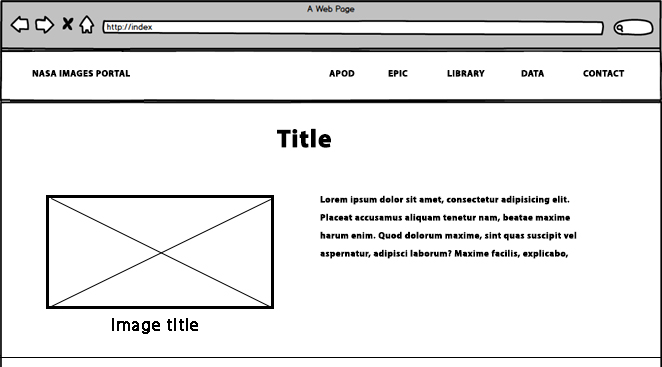 A Web Page
http://index
NASA IMAGES PORTAL APOD EPIC LIBRARY DATA CONTACT
Title
Lorem ipsum dolor sit amet, consectetur adipisicing elit.
Placeat accusamus aliquam tenetur nam, beatae maxime
harum enim. Quod dolorum maxime, sint quas suscipit vel
aspernatur, adipisci laborum? Maxime facilis, explicabo,
Image title